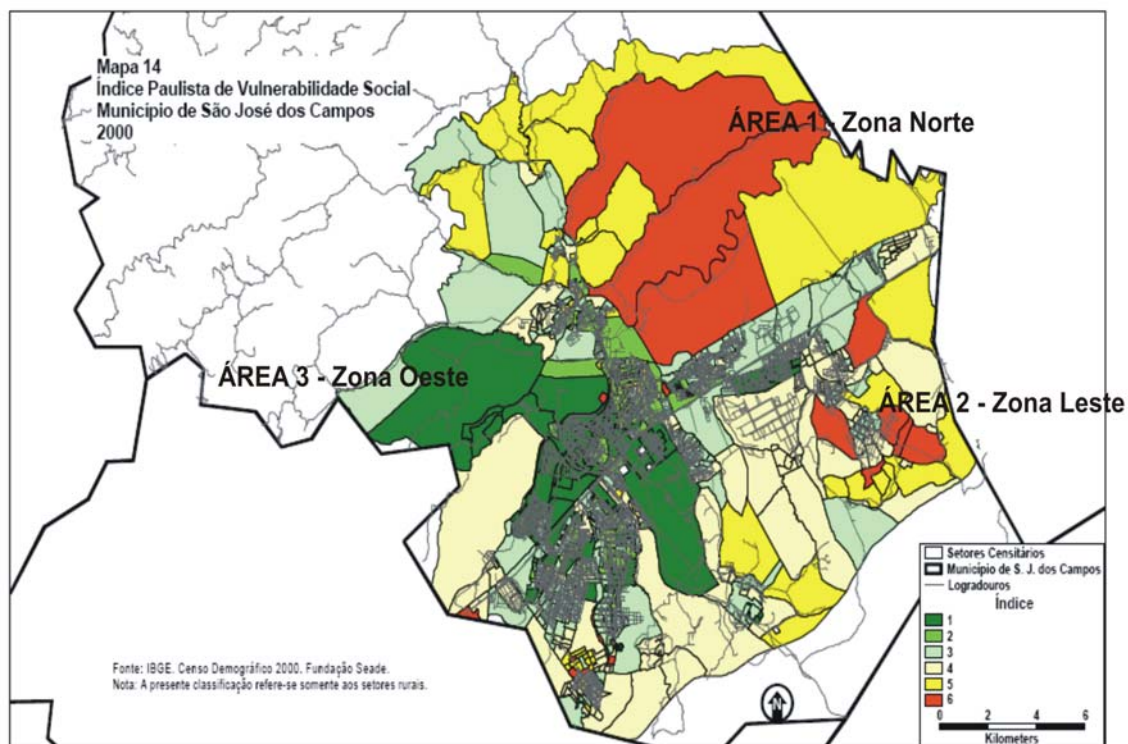 Mapa 14
Índice Paulista de Vulnerabilidade Social
Município de São José dos Campos
2000
ÁREA 1 - Zona Norte
ÁREA 3 - Zona Oeste
ÁREA 2 - Zona Leste
Setores Censitários
Município de S. J. dos Campos
Logradouros
Índice
1
2
3
4
5
6
Fonte: IBGE. Censo Demográfico 2000. Fundação Seade.
Nota: A presente classificação refere-se somente aos setores rurais.
N
0 2 4 6
Kilometers